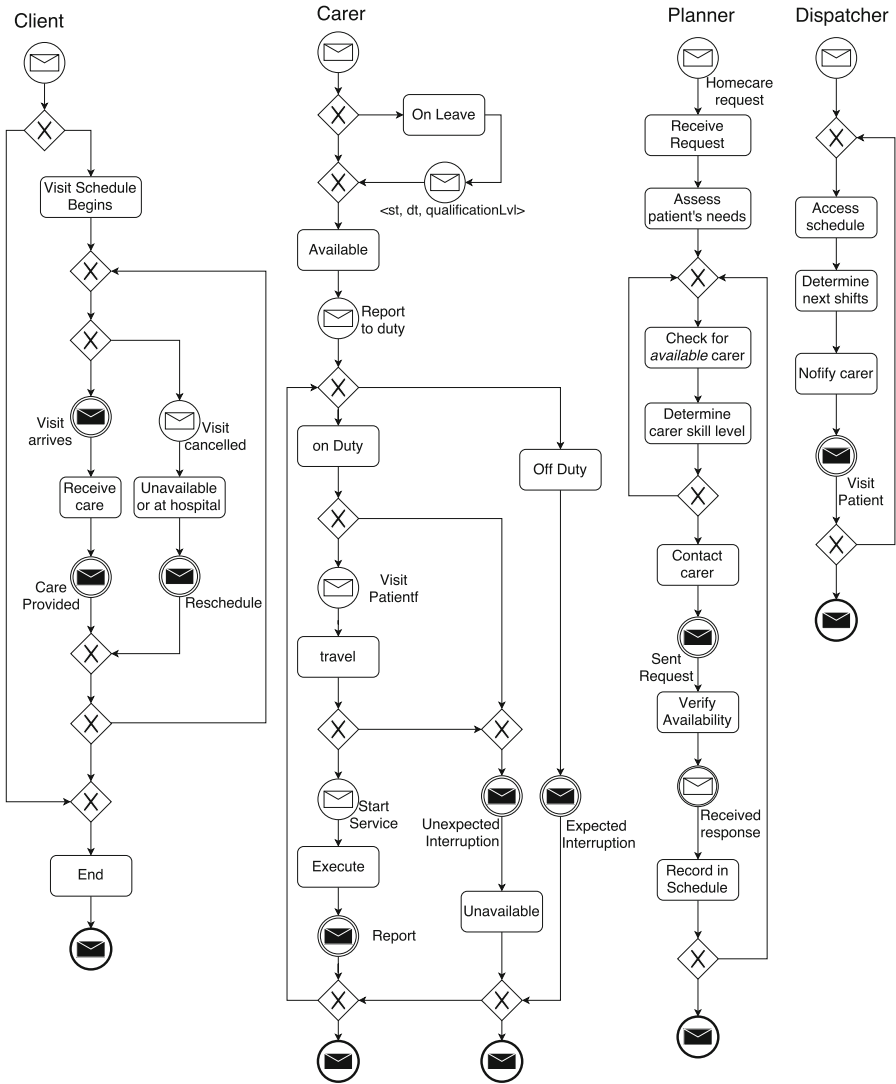 Client
Visit Schedule
Begins
Visit
arrives
Visit
cancelled
Receive
care
Unavailable
or at hospital
Care
Provided
Reschedule
End
Carer
On Leave
<st, dt, qualificationLvl>
Available
Report
to duty
on Duty
Off Duty
Visit
Patientf
travel
Start
Service
Unexpected
Interruption
Expected
Interruption
Execute
Unavailable
Report
Planner
Homecare
request
Receive
Request
Assess
patient's needs
Check for
available carer
Determine
carer skill level
Contact
carer
Sent
Request
Verify
Availability
Received
response
Record in
Schedule
Dispatcher
Access
schedule
Determine
next shifts
Nofify carer
Visit
Patient